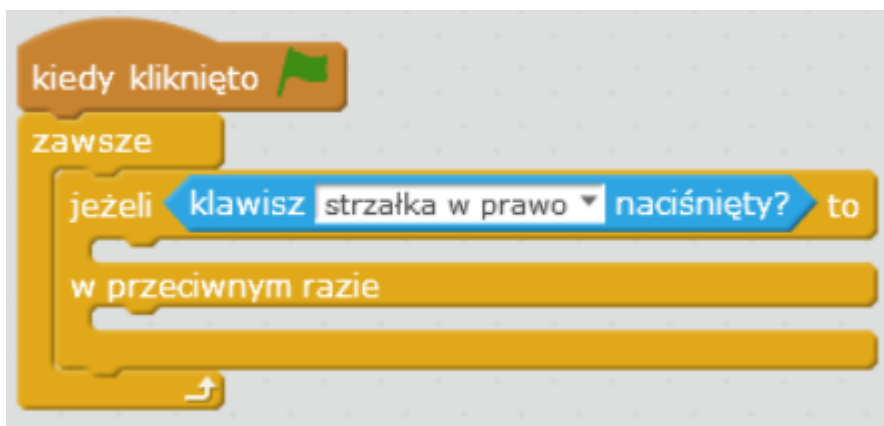 kiedy kliknięto
zawsze
jeżeli klawisz strzałka w prawo naciśnięty? to
w przeciwnym razie